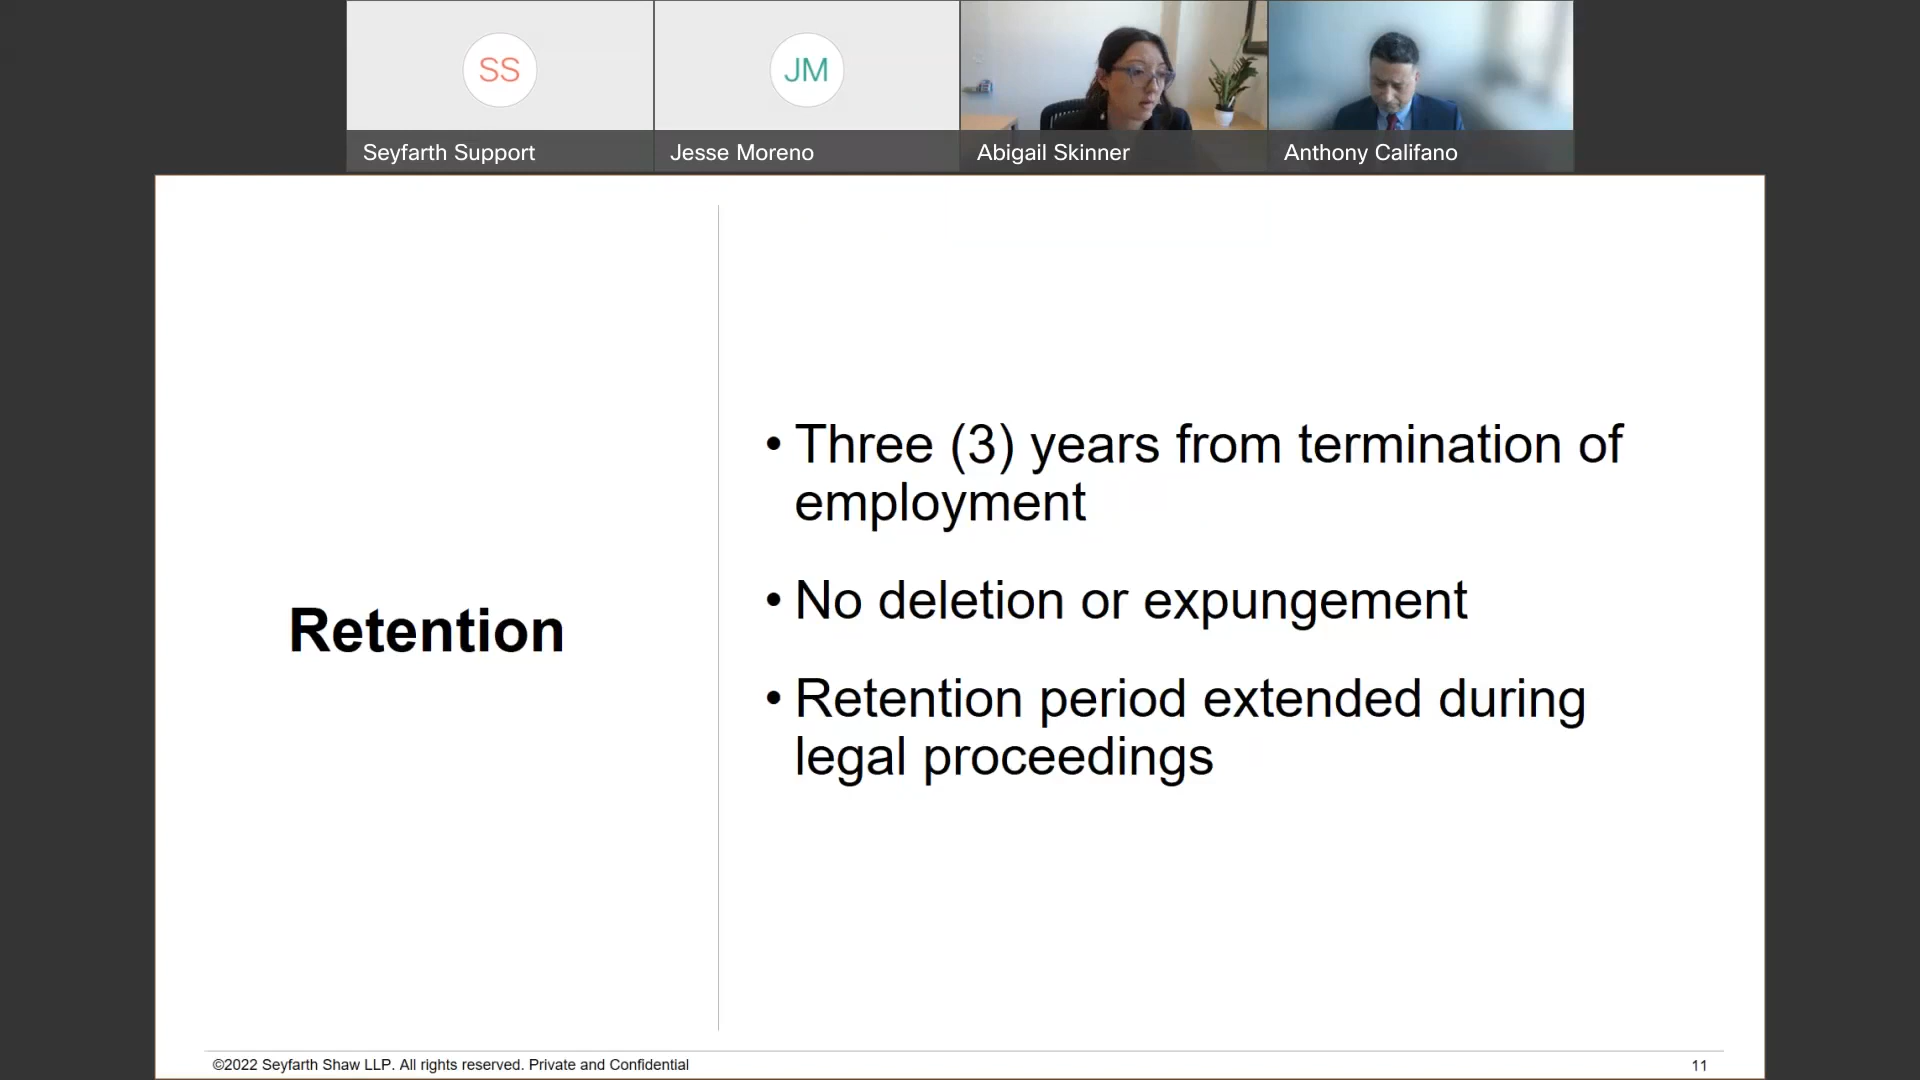 SS
JM
Seyfarth Support
Jesse Moreno
Abigail Skinner
Anthony Califano
Retention
• Three (3) years from termination of
employment
• No deletion or expungement
• Retention period extended during
legal proceedings
©2022 Seyfarth Shaw LLP. All rights reserved. Private and Confidential
11